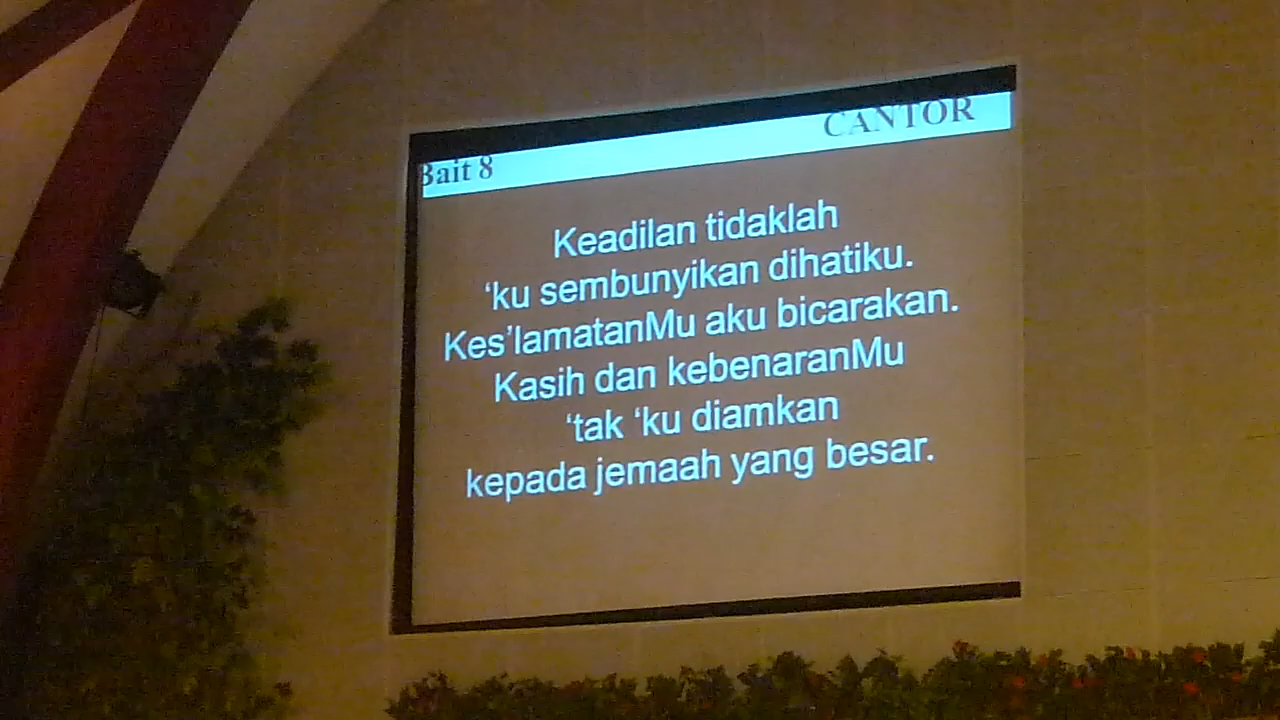 CANTOR
Bait 8
Keadilan tidaklah
‘ku sembunyikan dihatiku.
Kes’lamatanMu aku bicarakan.
Kasih dan kebenaranMu
‘tak ‘ku diamkan
kepada jemaah yang besar.